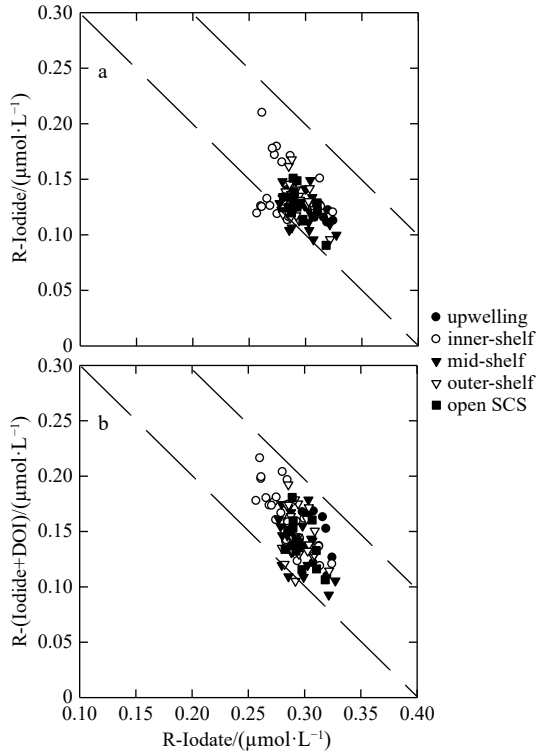 0.30
a
0.25
0.20
0.15
0.10
0.05
0
R-Iodide/(μmol·L⁻¹)
upwelling
inner-shelf
mid-shelf
outer-shelf
open SCS
0.30
b
0.25
0.20
0.15
0.10
0.05
0
R-(Iodide+DOI)/(μmol·L⁻¹)
0.10 0.15 0.20 0.25 0.30 0.35 0.40
R-Iodate/(μmol·L⁻¹)